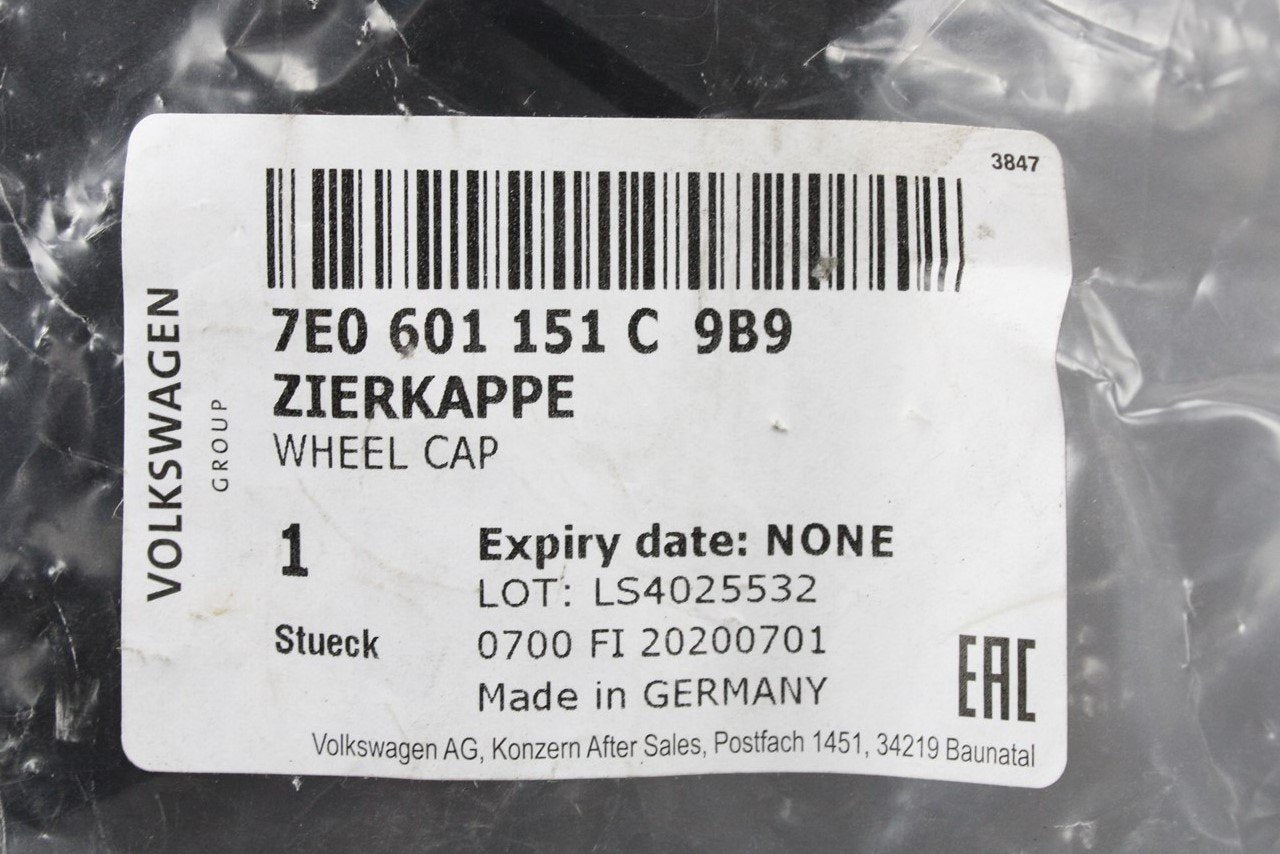 3847
7E0 601 151 C 9B9
ZIERKAPPE
WHEEL CAP
VOLKSWAGEN
GROUP
1
Expiry date: NONE
LOT: LS4025532
Stueck
0700 FI 20200701
Made in GERMANY
EAC
Volkswagen AG, Konzern After Sales, Postfach 1451, 34219 Baunatal